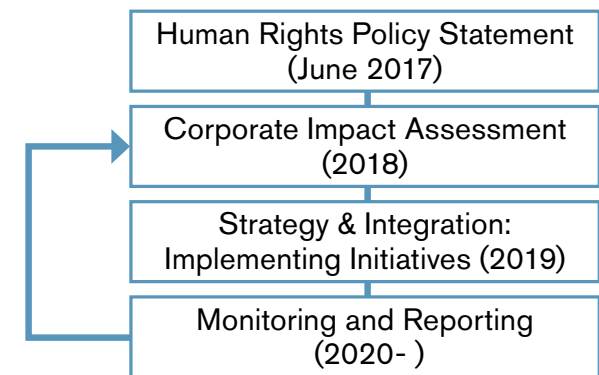 Human Rights Policy Statement
(June 2017)
Corporate Impact Assessment
(2018)
Strategy & Integration:
Implementing Initiatives (2019)
Monitoring and Reporting
(2020- )